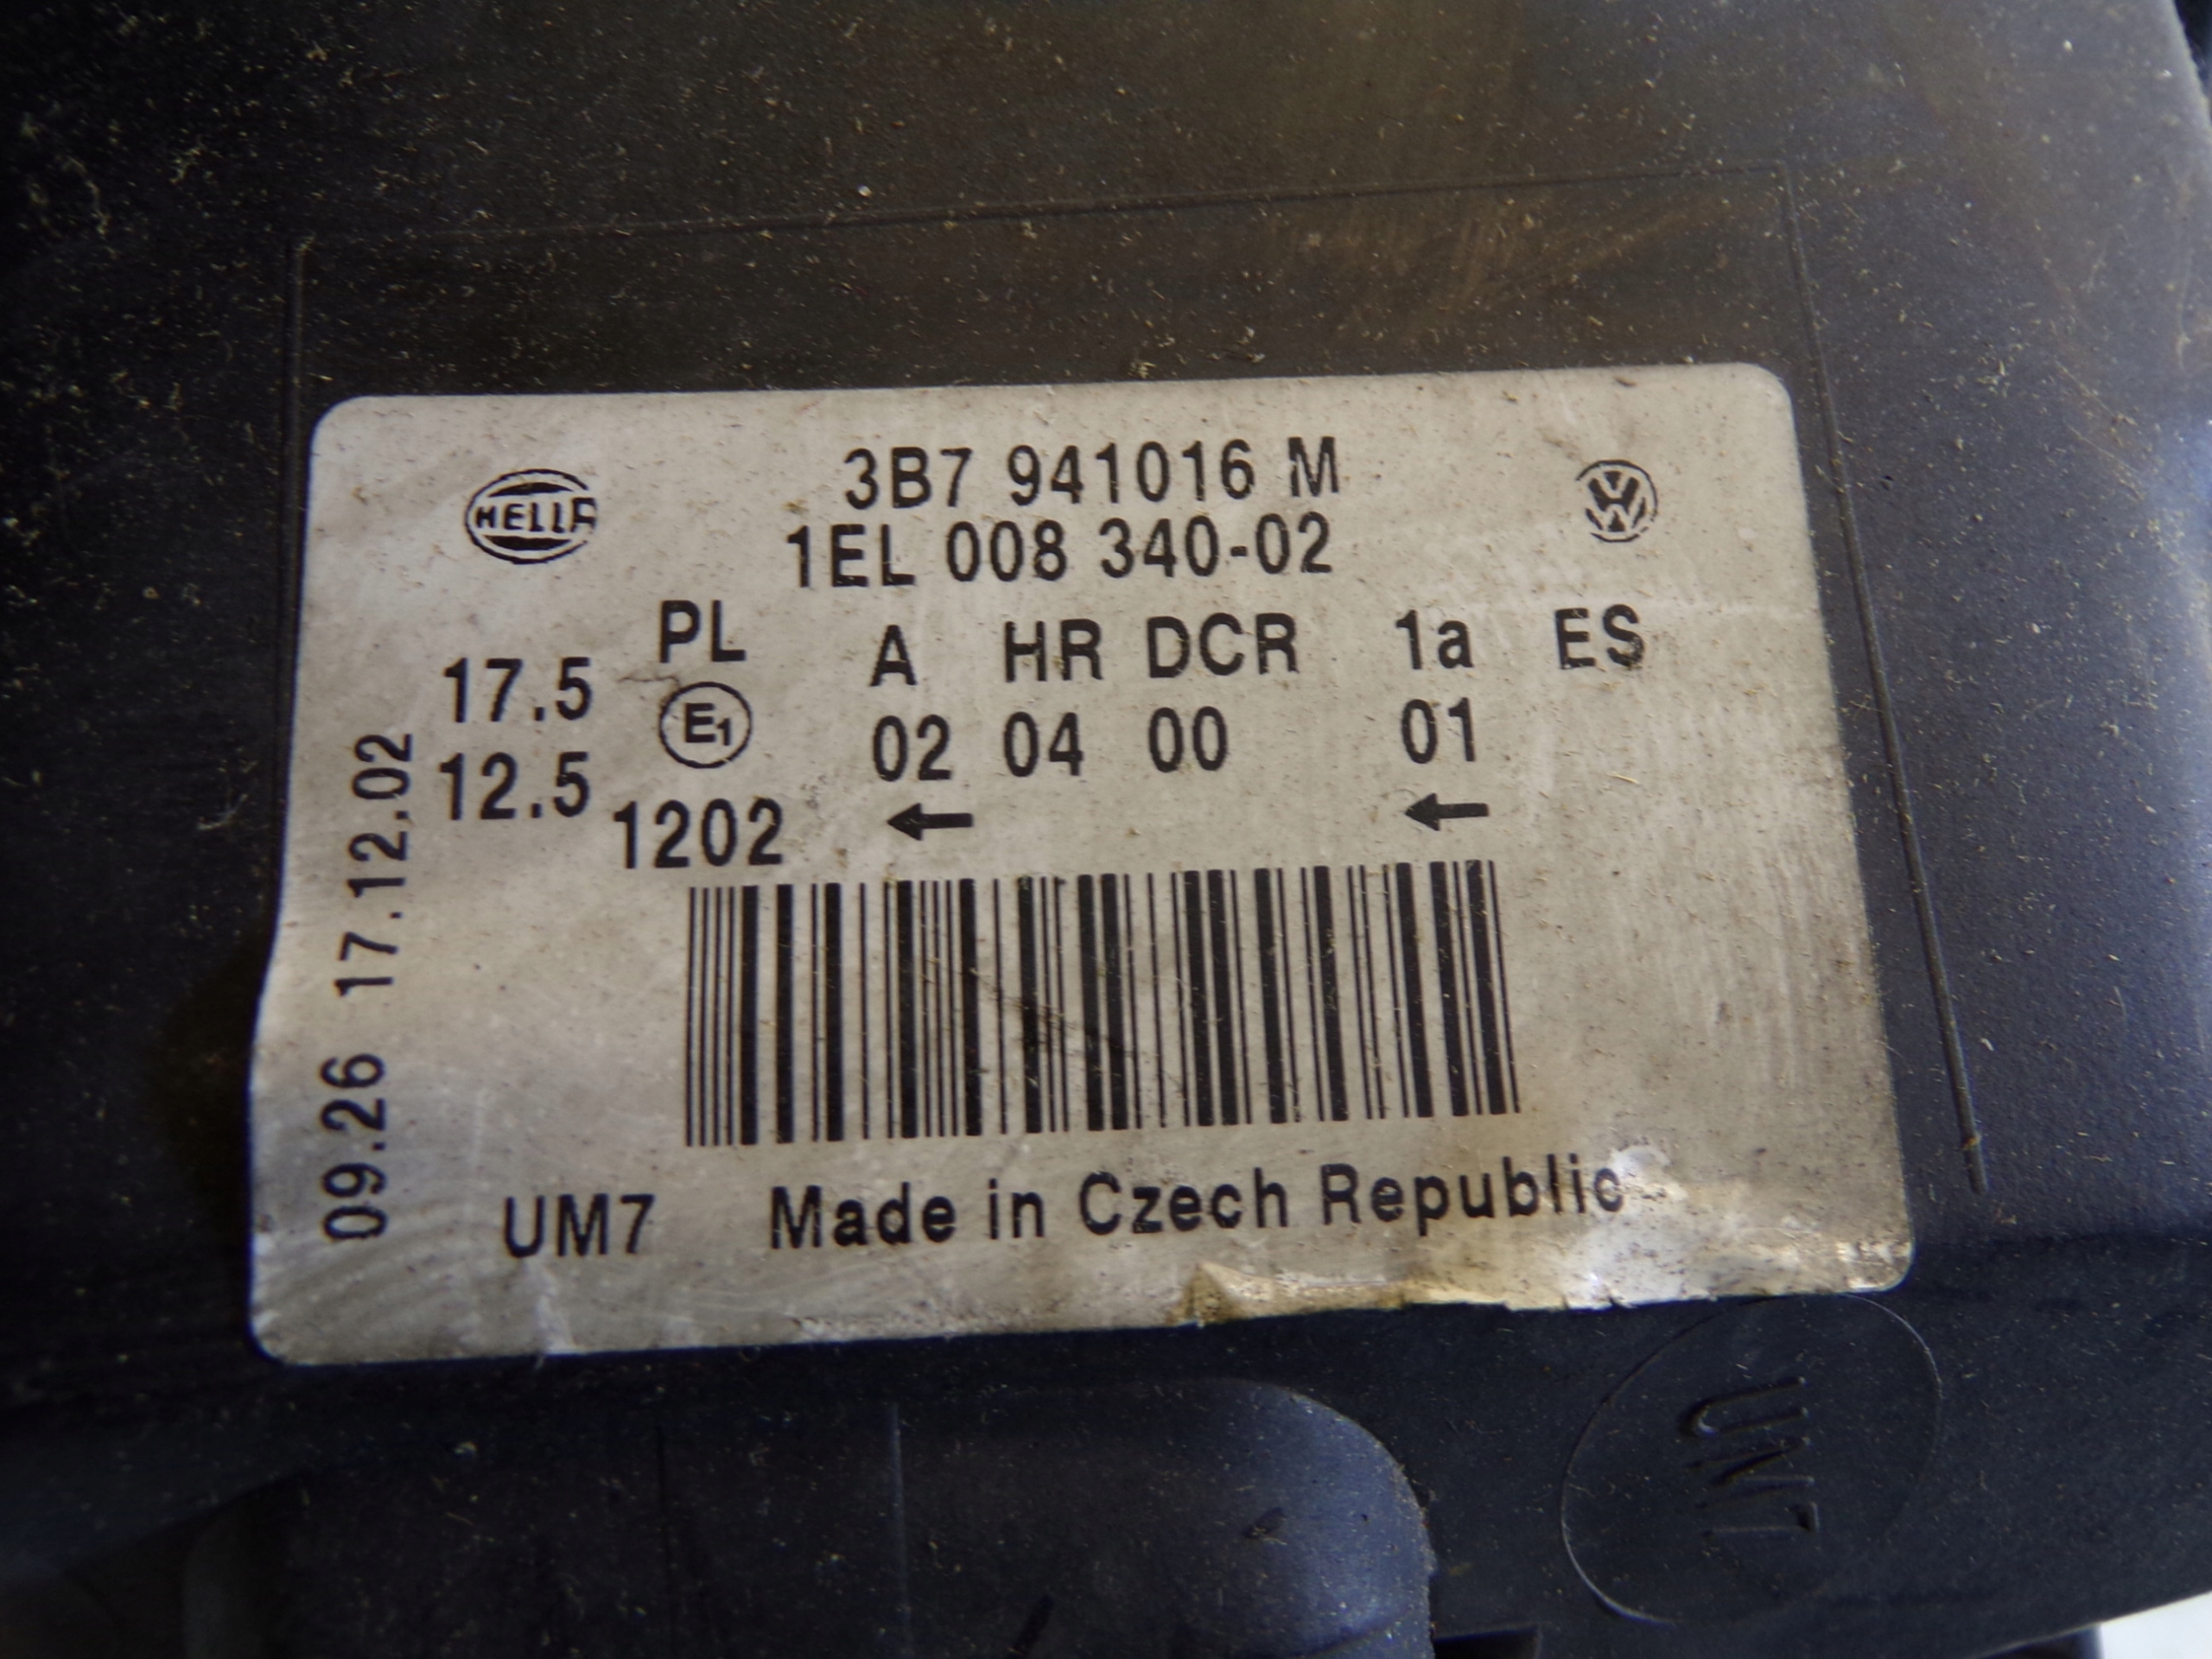 3B7 941016 M
HELLA
1EL 008 340-02
PL A HR DCR 1a ES
17.5 E1 02 04 00 01
12.5 1202
09.26 17.12.02
UM7 Made in Czech Republic
UM7